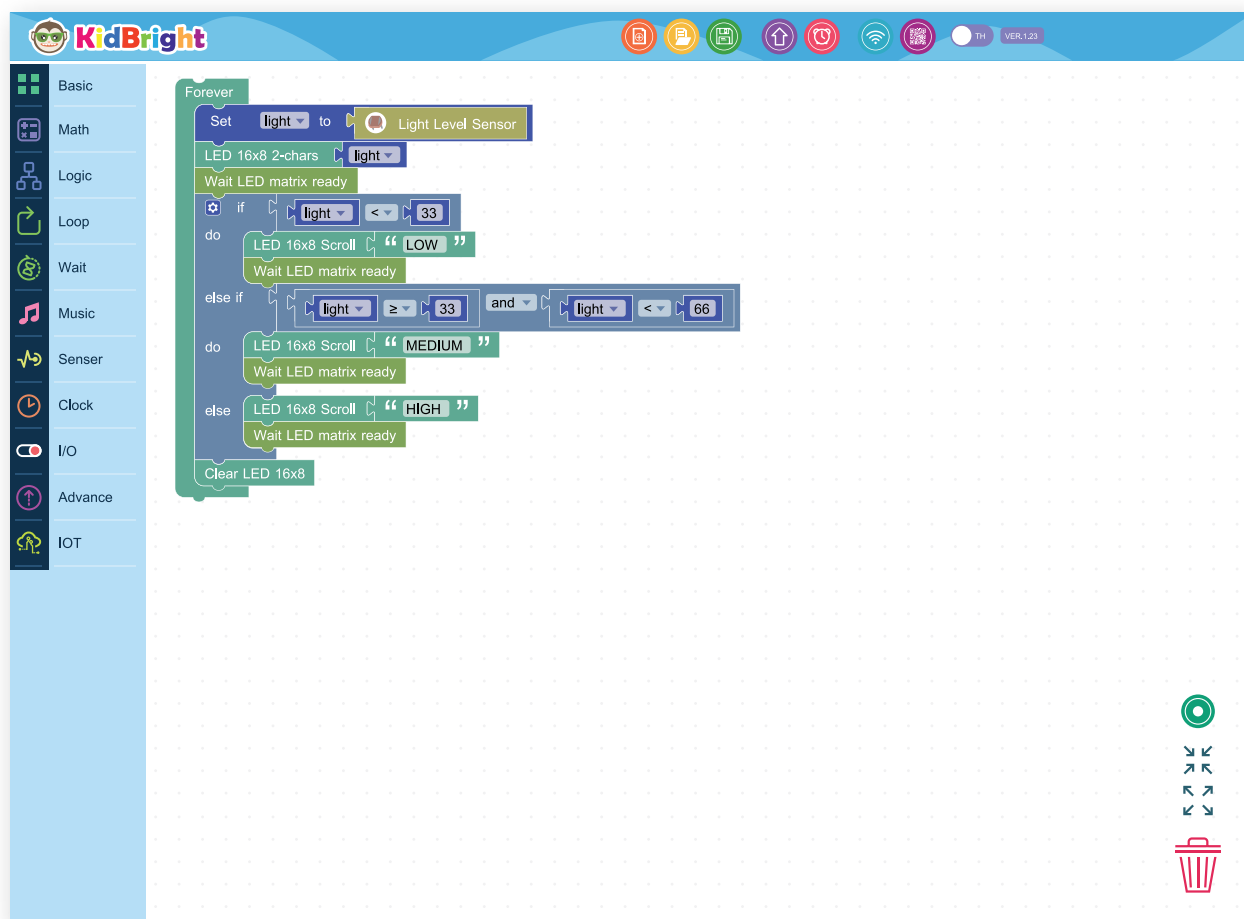 KidBright
TH
VER.1.23
Basic
Math
Logic
Loop
Wait
Music
Senser
Clock
I/O
Advance
IOT
Forever
Set light to Light Level Sensor
LED 16x8 2-chars light
Wait LED matrix ready
if light < 33
do
LED 16x8 Scroll “ LOW ”
Wait LED matrix ready
else if light ≥ 33 and light < 66
do LED 16x8 Scroll “ MEDIUM ”
Wait LED matrix ready
else LED 16x8 Scroll “ HIGH ”
Wait LED matrix ready
Clear LED 16x8